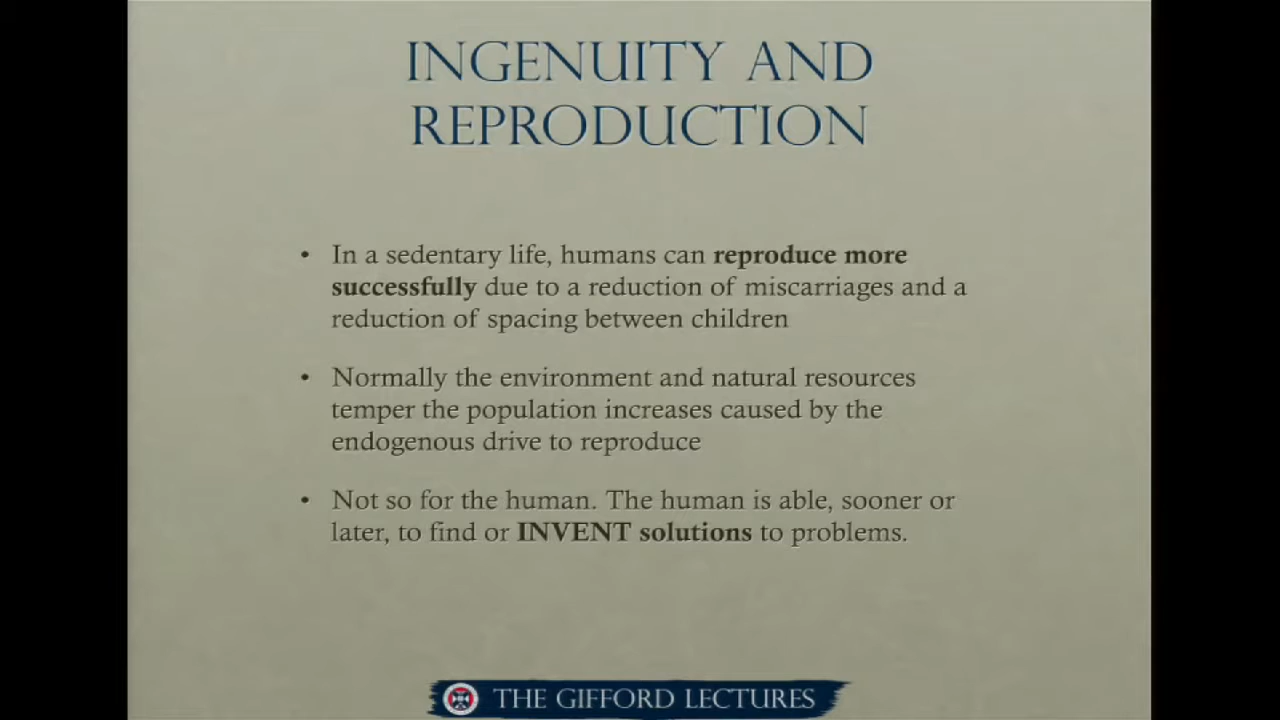 INGENUITY AND
REPRODUCTION
• In a sedentary life, humans can reproduce more
successfully due to a reduction of miscarriages and a
reduction of spacing between children
• Normally the environment and natural resources
temper the population increases caused by the
endogenous drive to reproduce
• Not so for the human. The human is able, sooner or
later, to find or INVENT solutions to problems.
THE GIFFORD LECTURES